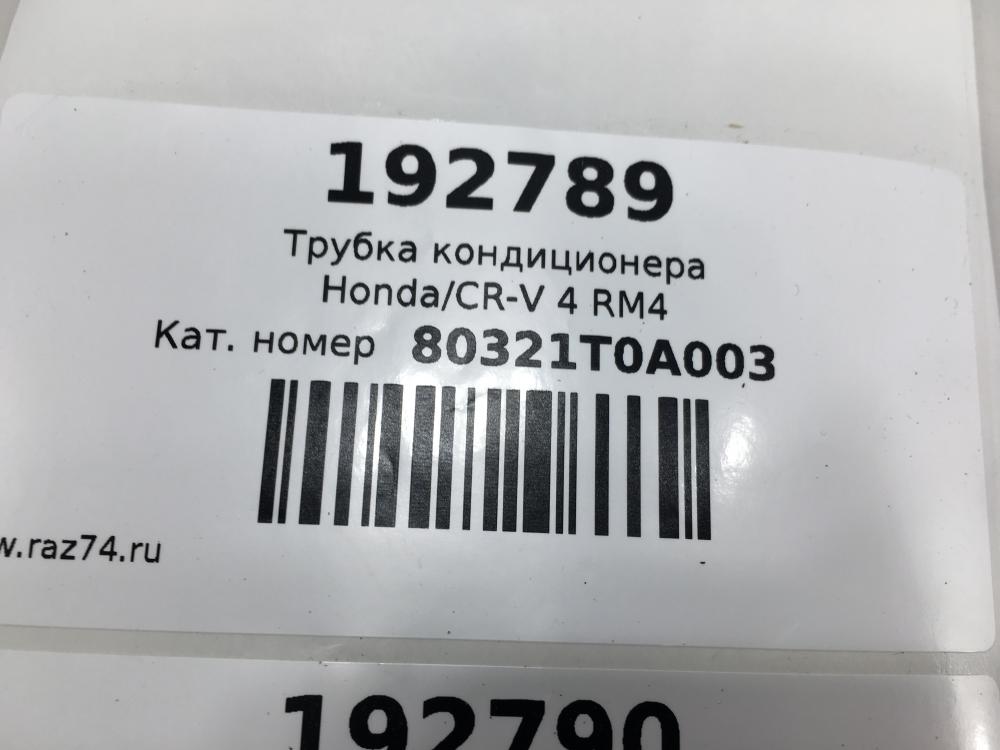 192789
Трубка кондиционера
Honda/CR-V 4 RM4
Кат. номер 80321T0A003
w.raz74.ru
192790